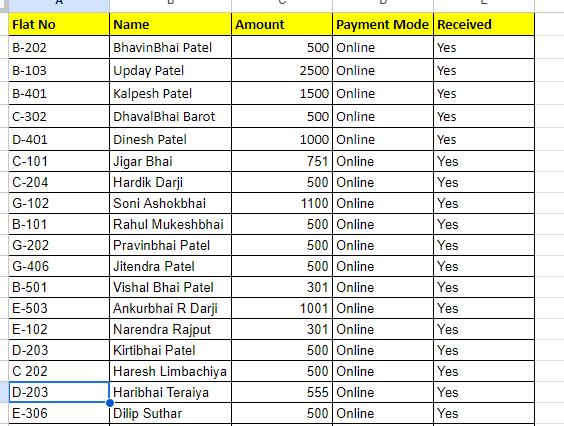 Flat No Name Amount Payment Mode Received
B-202 BhavinBhai Patel 500 Online Yes
B-103 Upday Patel 2500 Online Yes
B-401 Kalpesh Patel 1500 Online Yes
C-302 DhavalBhai Barot 500 Online Yes
D-401 Dinesh Patel 1000 Online Yes
C-101 Jigar Bhai 751 Online Yes
C-204 Hardik Darji 500 Online Yes
G-102 Soni Ashokbhai 1100 Online Yes
B-101 Rahul Mukeshbhai 500 Online Yes
G-202 Pravinbhai Patel 500 Online Yes
G-406 Jitendra Patel 500 Online Yes
B-501 Vishal Bhai Patel 301 Online Yes
E-503 Ankurbhai R Darji 1001 Online Yes
E-102 Narendra Rajput 301 Online Yes
D-203 Kirtibhai Patel 500 Online Yes
C 202 Haresh Limbachiya 500 Online Yes
D-203 Haribhai Teraiya 555 Online Yes
E-306 Dilip Suthar 500 Online Yes